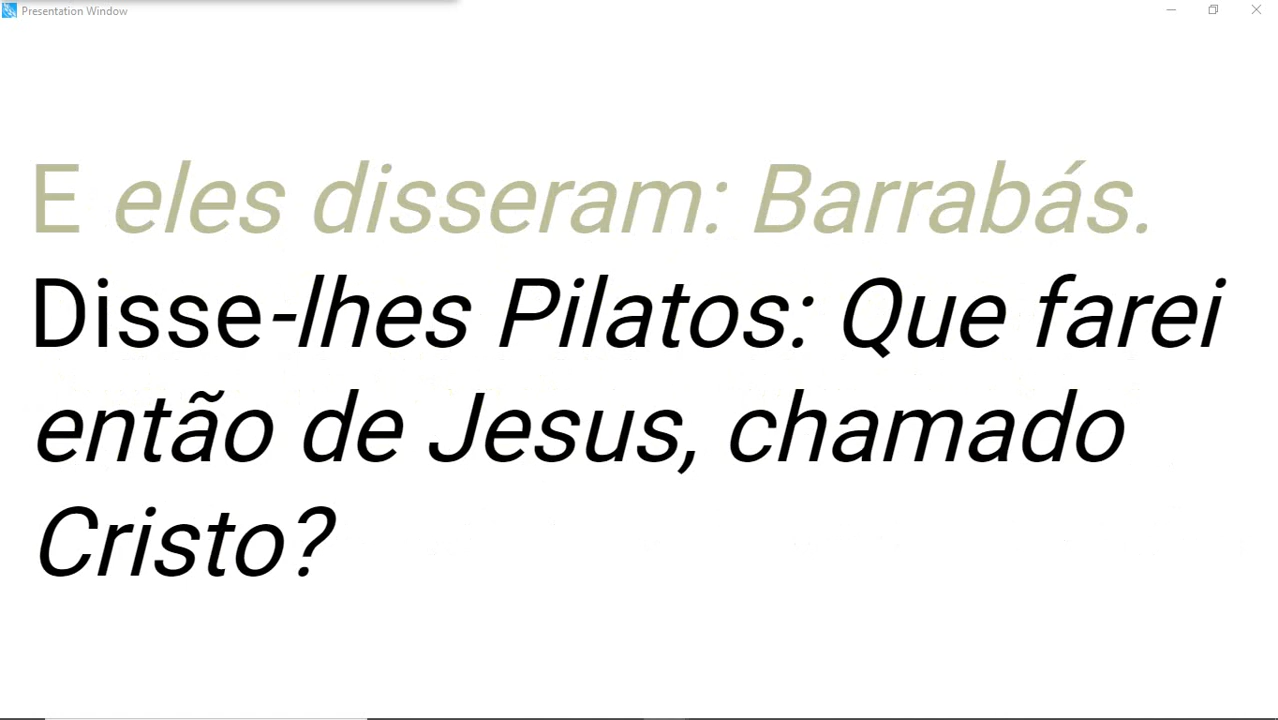 Presentation Window
E eles disseram: Barrabás.
Disse-lhes Pilatos: Que farei
então de Jesus, chamado
Cristo?